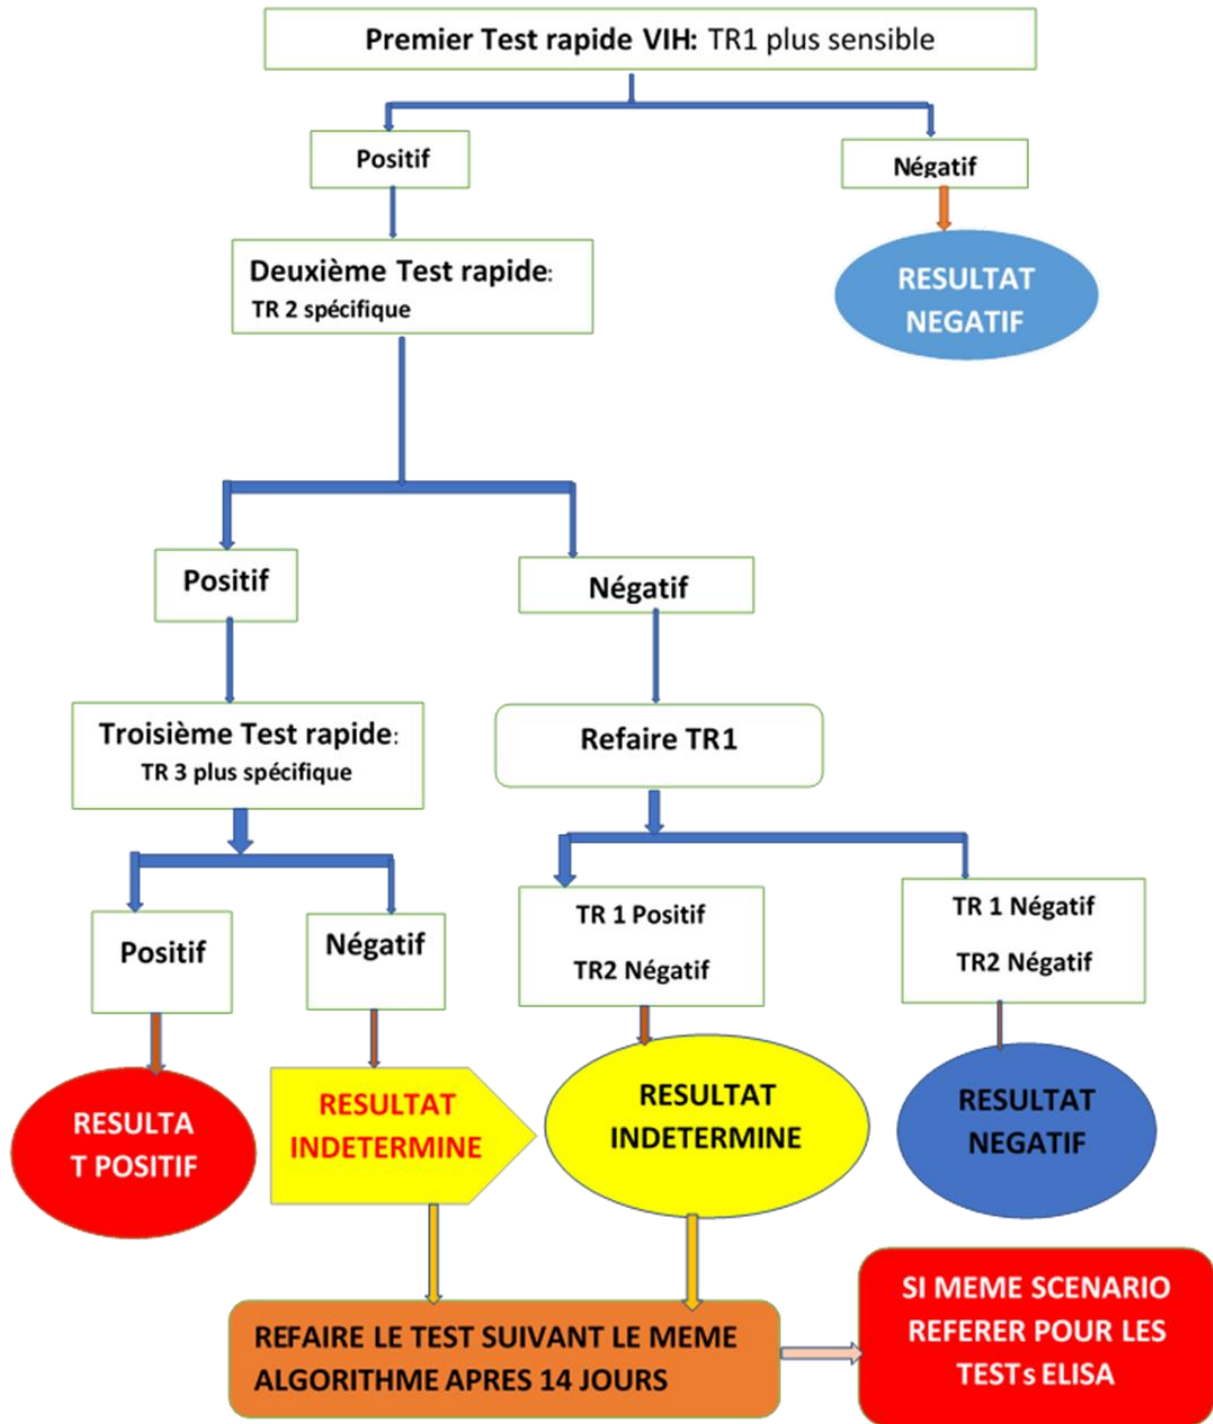 Premier Test rapide VIH: TR1 plus sensible
Positif
Négatif
Deuxième Test rapide:
TR 2 spécifique
RESULTAT
NEGATIF
Positif
Négatif
Troisième Test rapide:
TR 3 plus spécifique
Refaire TR1
Positif
Négatif
TR 1 Positif
TR2 Négatif
TR 1 Négatif
TR2 Négatif
RESULTA
T POSITIF
RESULTAT
INDETERMINE
RESULTAT
INDETERMINE
RESULTAT
NEGATIF
REFAIRE LE TEST SUIVANT LE MEME
ALGORITHME APRES 14 JOURS
SI MEME SCENARIO
REFERER POUR LES
TESTs ELISA